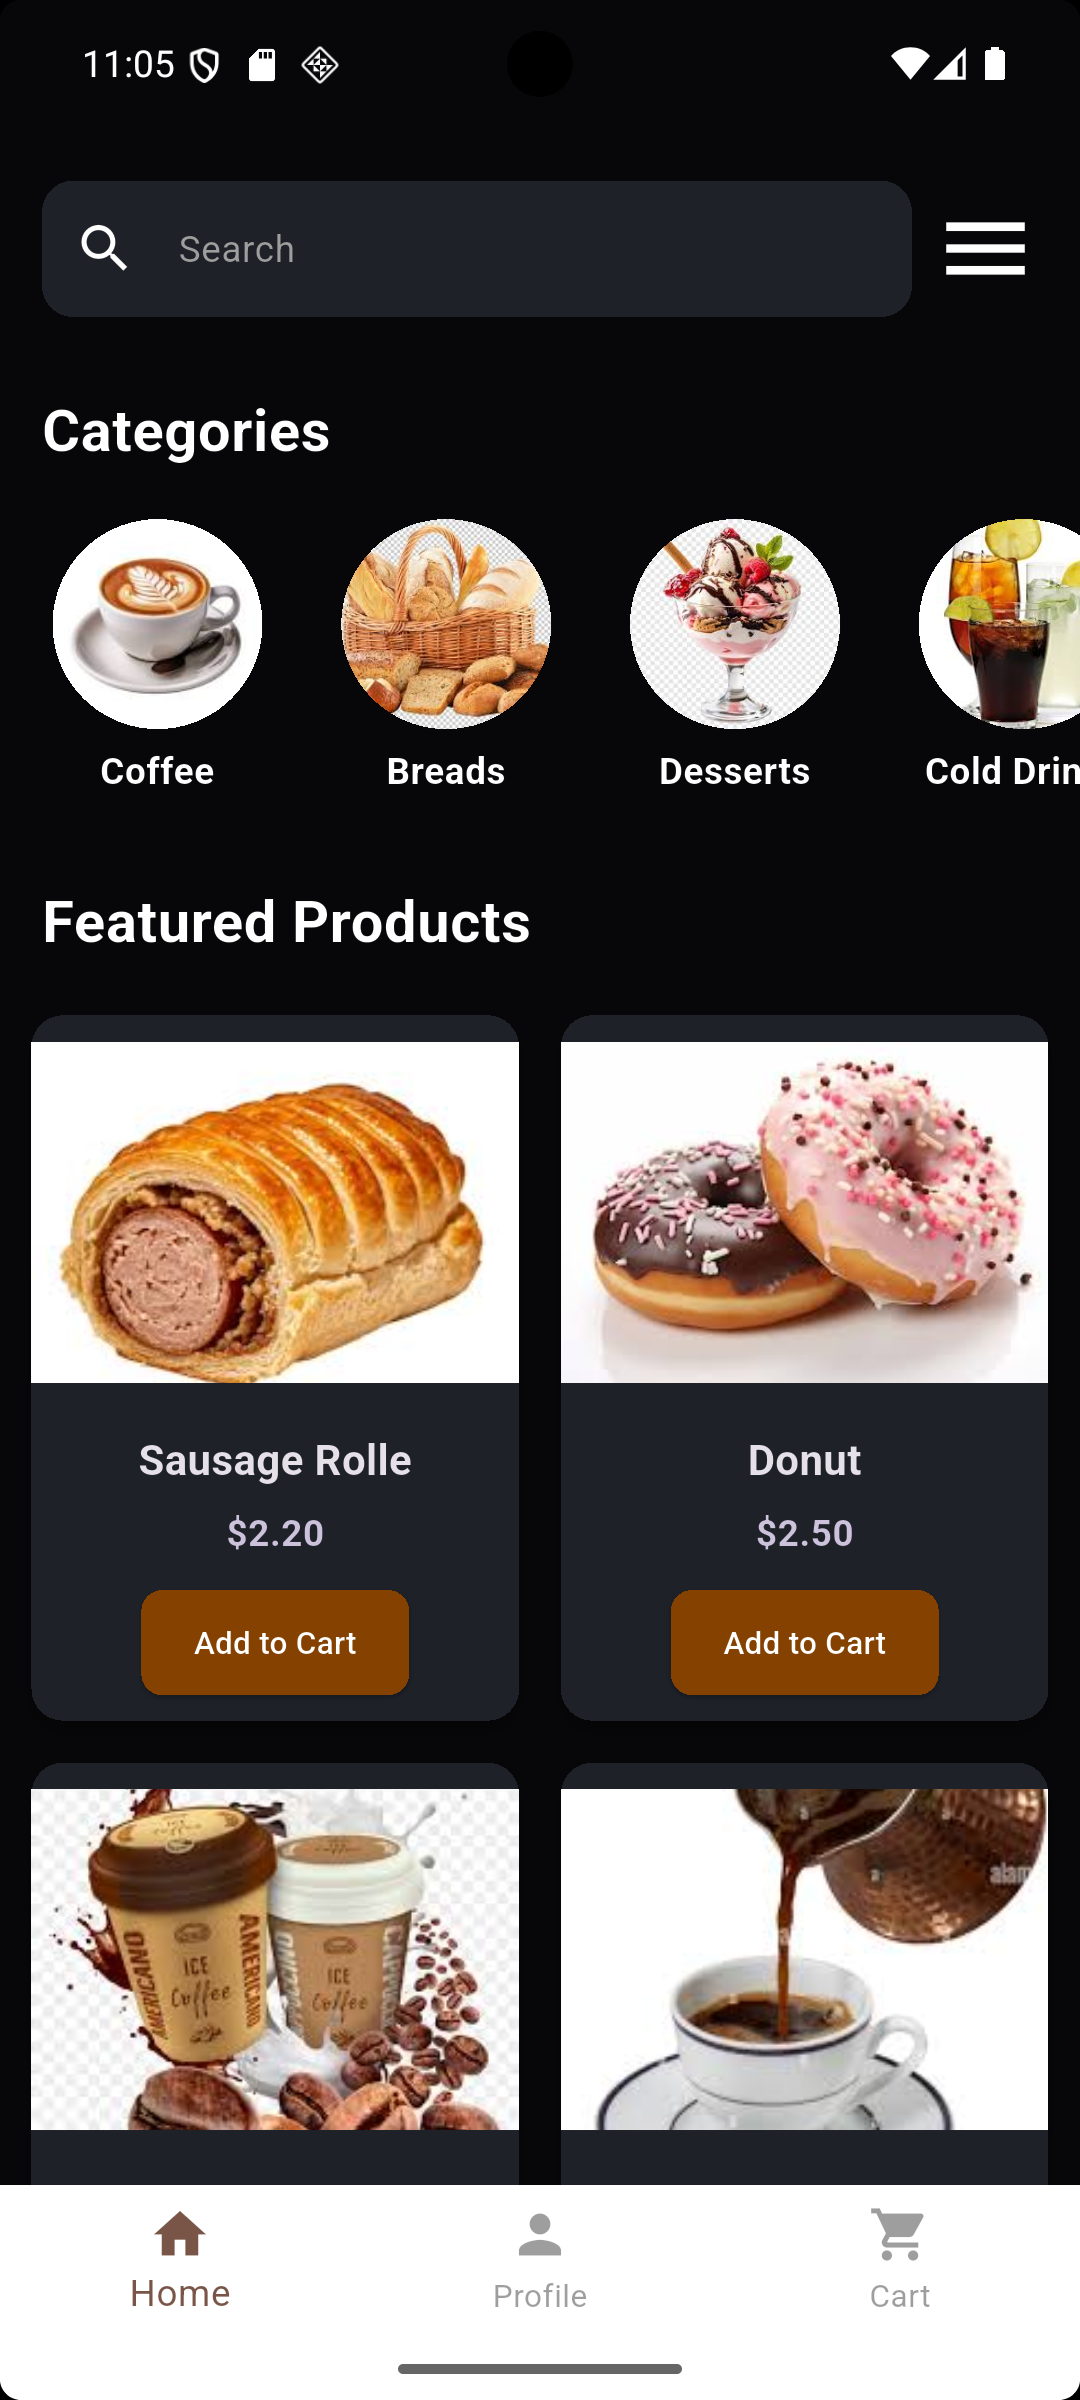 11:05
Search
Categories
Coffee
Breads
Desserts
Cold Drin
Featured Products
Sausage Rolle
Donut
$2.20
$2.50
Add to Cart
Add to Cart
AMERICANO
AMERICANO
ICE
Coffee
ICE
Coffee
a
alam
Home
Profile
Cart